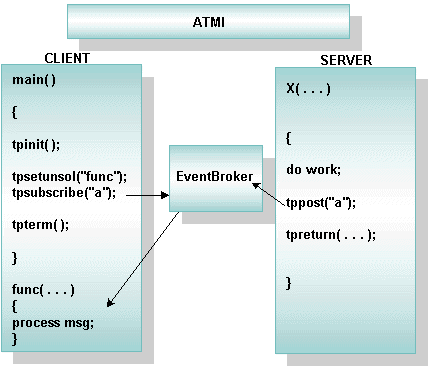 ATMI
CLIENT
main( )
{
tpinit( );
tpsetunsol("func");
tpsubscribe("a");
tpterm( );
}
func( . . . )
{
process msg;
}
EventBroker
SERVER
X( . . . )
{
do work;
tppost("a");
tpreturn( . . . );
}